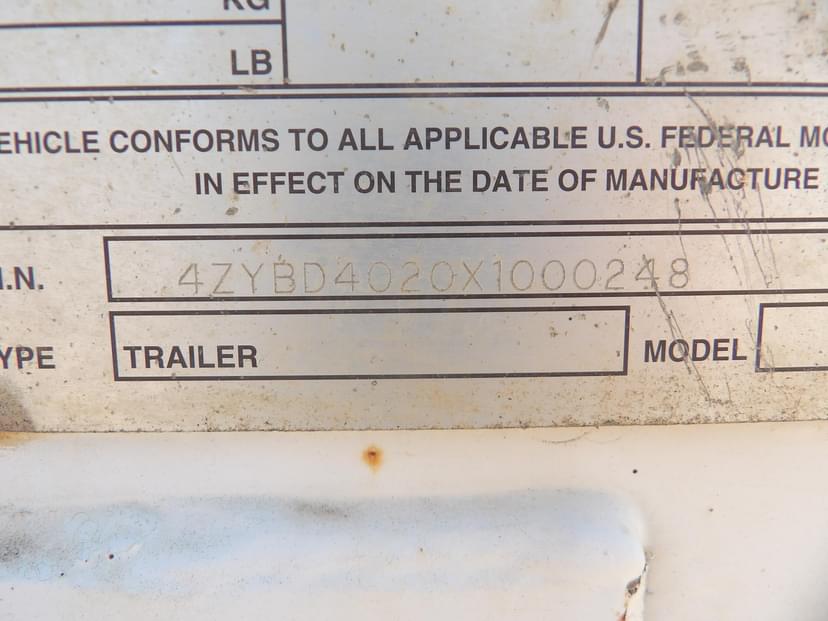 KG
LB
EHICLE CONFORMS TO ALL APPLICABLE U.S. FEDERAL MO
IN EFFECT ON THE DATE OF MANUFACTURE
I.N.
4ZYBD4020X1000248
YPE
TRAILER
MODEL